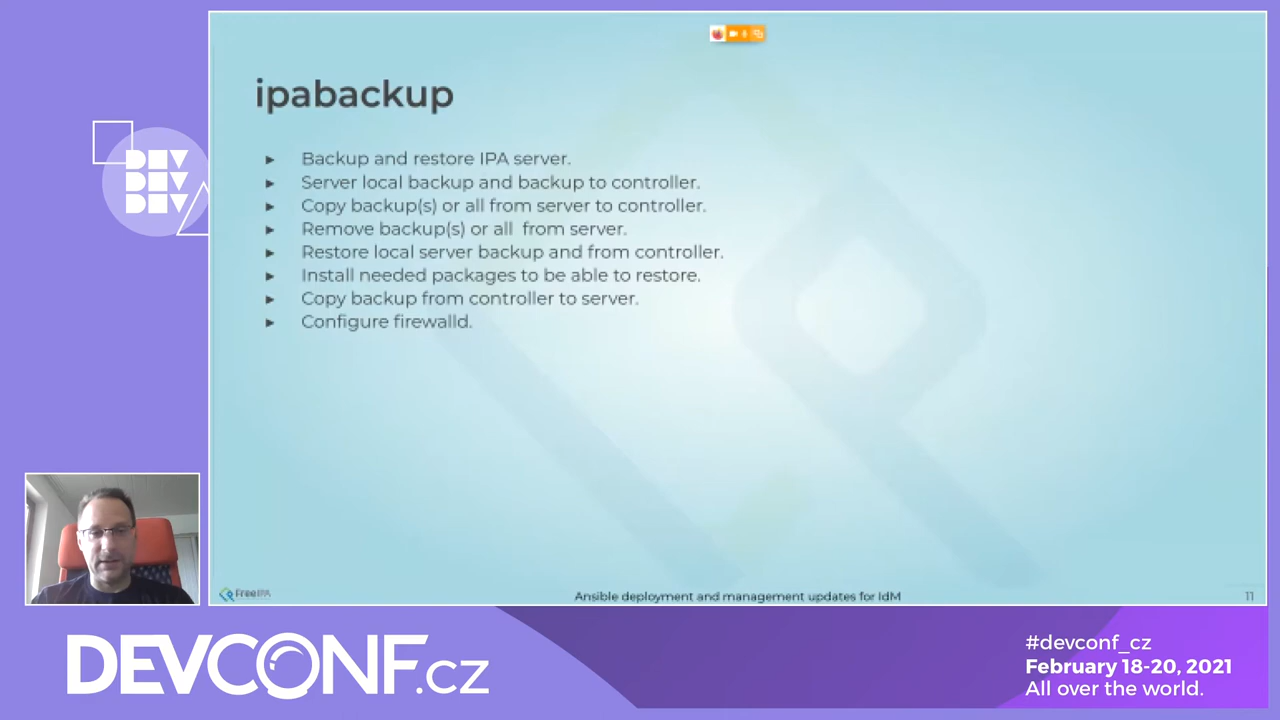 ipabackup
► Backup and restore IPA server.
► Server local backup and backup to controller.
► Copy backup(s) or all from server to controller.
► Remove backup(s) or all from server.
► Restore local server backup and from controller.
► Install needed packages to be able to restore.
► Copy backup from controller to server.
► Configure firewalld.
DEV
DEV
DEV
FreeIPA
Ansible deployment and management updates for IdM
11
DEVCONF.cz
#devconf_cz
February 18-20, 2021
All over the world.